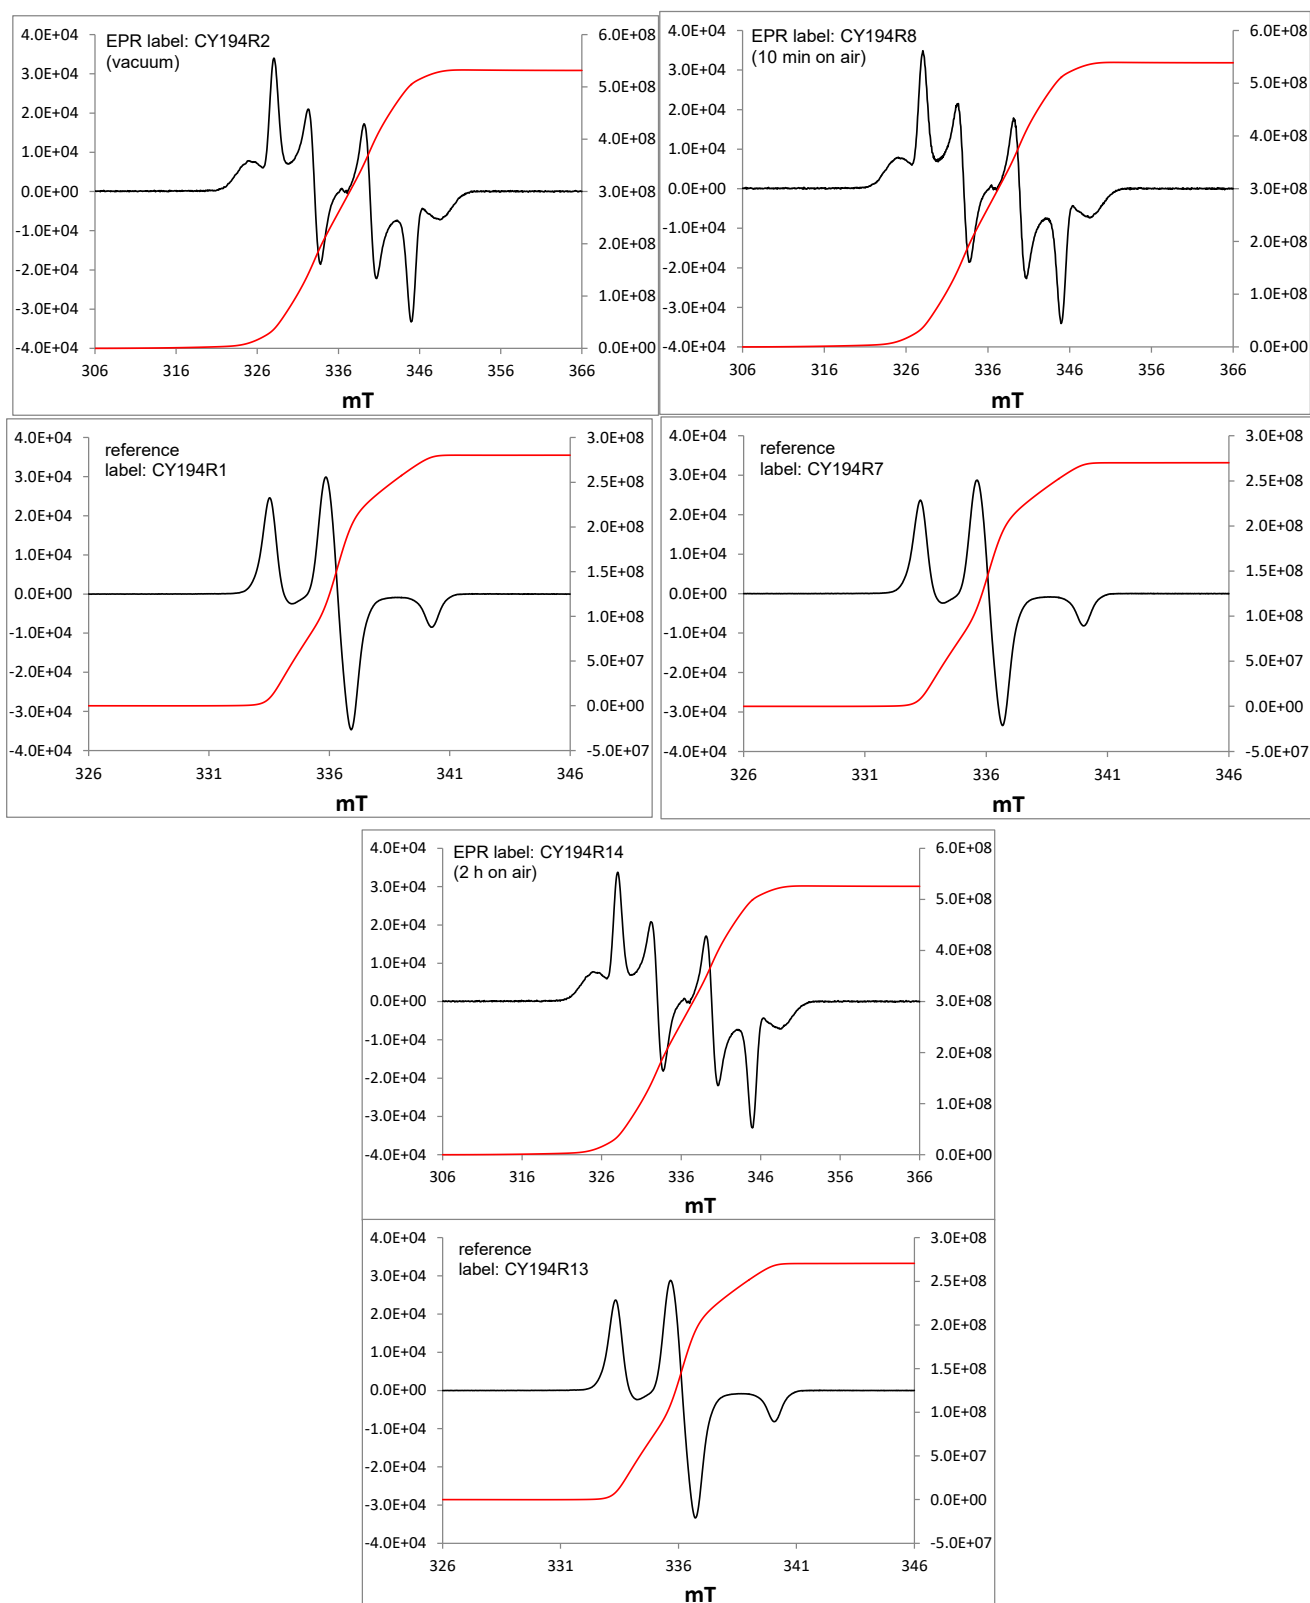 EPR label: CY194R2
(vacuum)
4.0E+04
3.0E+04
2.0E+04
1.0E+04
0.0E+00
-1.0E+04
-2.0E+04
-3.0E+04
-4.0E+04
6.0E+08
5.0E+08
4.0E+08
3.0E+08
2.0E+08
1.0E+08
0.0E+00
306 316 326 336 346 356 366
mT
EPR label: CY194R8
(10 min on air)
4.0E+04
3.0E+04
2.0E+04
1.0E+04
0.0E+00
-1.0E+04
-2.0E+04
-3.0E+04
-4.0E+04
6.0E+08
5.0E+08
4.0E+08
3.0E+08
2.0E+08
1.0E+08
0.0E+00
306 316 326 336 346 356 366
mT
reference
label: CY194R1
4.0E+04
3.0E+04
2.0E+04
1.0E+04
0.0E+00
-1.0E+04
-2.0E+04
-3.0E+04
-4.0E+04
3.0E+08
2.5E+08
2.0E+08
1.5E+08
1.0E+08
5.0E+07
0.0E+00
-5.0E+07
326 331 336 341 346
mT
reference
label: CY194R7
4.0E+04
3.0E+04
2.0E+04
1.0E+04
0.0E+00
-1.0E+04
-2.0E+04
-3.0E+04
-4.0E+04
3.0E+08
2.5E+08
2.0E+08
1.5E+08
1.0E+08
5.0E+07
0.0E+00
-5.0E+07
326 331 336 341 346
mT
EPR label: CY194R14
(2 h on air)
4.0E+04
3.0E+04
2.0E+04
1.0E+04
0.0E+00
-1.0E+04
-2.0E+04
-3.0E+04
-4.0E+04
6.0E+08
5.0E+08
4.0E+08
3.0E+08
2.0E+08
1.0E+08
0.0E+00
306 316 326 336 346 356 366
mT
reference
label: CY194R13
4.0E+04
3.0E+04
2.0E+04
1.0E+04
0.0E+00
-1.0E+04
-2.0E+04
-3.0E+04
-4.0E+04
3.0E+08
2.5E+08
2.0E+08
1.5E+08
1.0E+08
5.0E+07
0.0E+00
-5.0E+07
326 331 336 341 346
mT